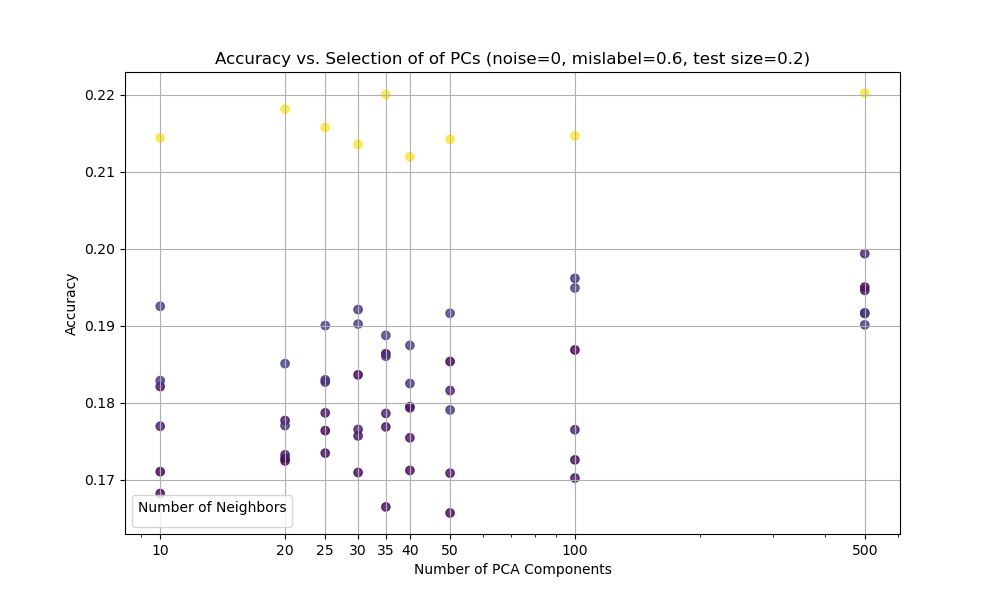 Accuracy vs. Selection of of PCs (noise=0, mislabel=0.6, test size=0.2)
Accuracy
0.22
0.21
0.20
0.19
0.18
0.17
Number of Neighbors
10 20 25 30 35 40 50 100 500
Number of PCA Components